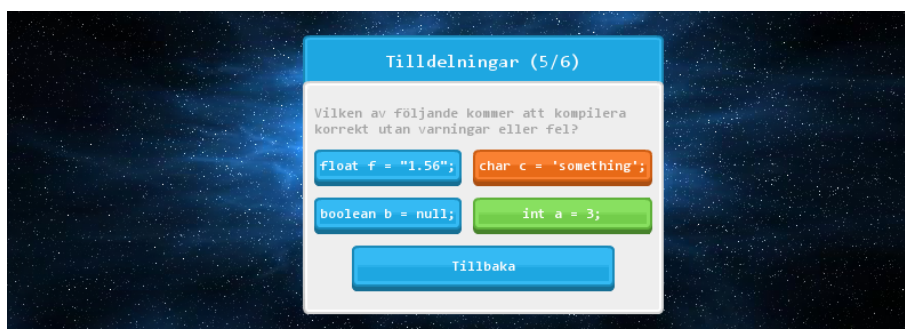 Tilldelningar (5/6)
Vilken av följande kommer att kompilera
korrekt utan varningar eller fel?
float f = "1.56";
char c = 'something';
boolean b = null;
int a = 3;
Tillbaka